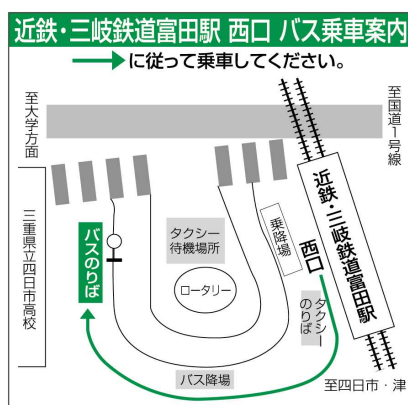 近鉄・三岐鉄道富田駅 西口 バス乗車案内
に従って乗車してください。
至大学方面
至国道1号線
三重県立四日市高校
バスのりば
タクシー
待機場所
ロータリー
乗降場
西口
近鉄・三岐鉄道富田駅
タクシー
のりば
バス降場
至四日市・津